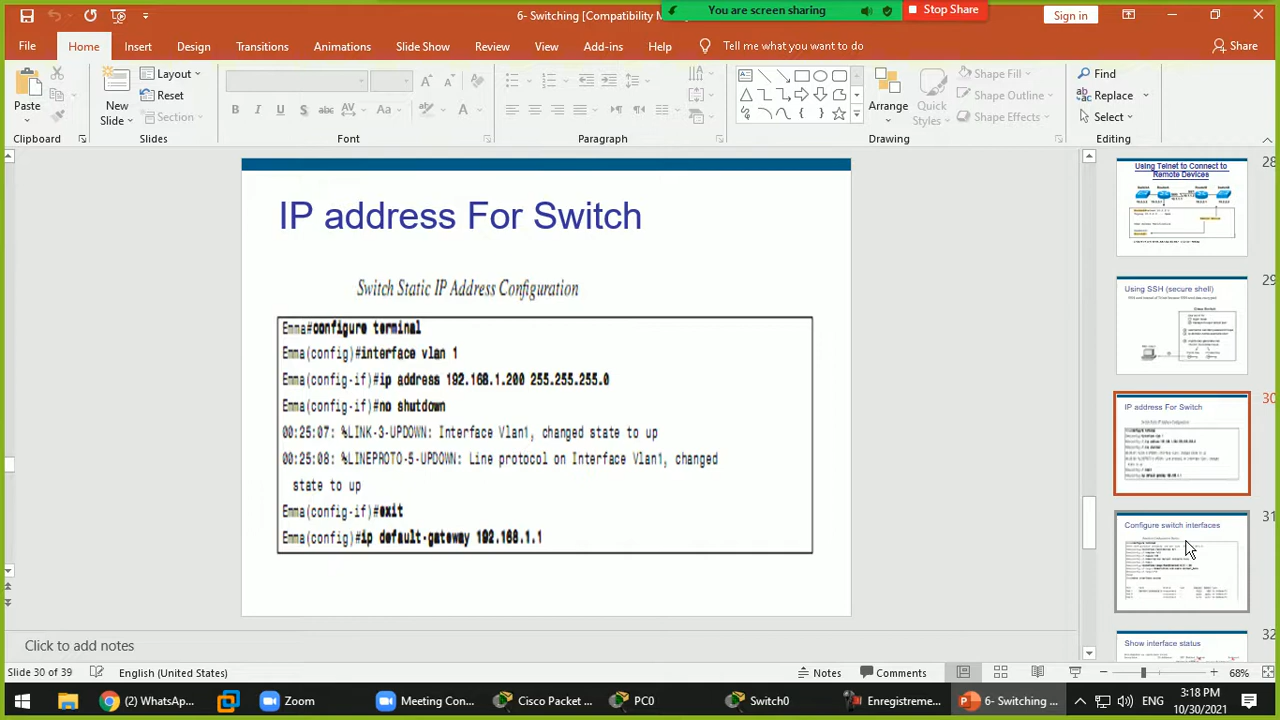 6- Switching [Compatibility M
You are screen sharing
Stop Share
Sign in
File
Home
Insert
Design
Transitions
Animations
Slide Show
Review
View
Add-ins
Help
Tell me what you want to do
Share
Paste
New
Slide
Layout
Reset
Section
B
I
U
S
abc
AV
Aa
A
Arrange
Quick
Styles
Shape Fill
Shape Outline
Shape Effects
Find
Replace
Select
Clipboard
Slides
Font
Paragraph
Drawing
Editing
IP address For Switch
Switch Static IP Address Configuration
Emma#configure terminal
Emma(config)#interface vlan 1
Emma(config-if)#ip address 192.168.1.200 255.255.255.0
Emma(config-if)#no shutdown
00:25:07: %LINK-3-UPDOWN: Interface Vlan1, changed state to up
00:25:08: %LINEPROTO-5-UPDOWN: Line protocol on Interface Vlan1, changed
state to up
Emma(config-if)#exit
Emma(config)#ip default-gateway 192.168.1.1
28
Using Telnet to Connect to
Remote Devices
29
Using SSH (secure shell)
30
IP address For Switch
31
Configure switch interfaces
32
Show interface status
Click to add notes
Slide 30 of 39
English (United States)
Notes
Comments
68%
(2) WhatsApp...
Zoom
Meeting Con...
Cisco Packet ...
PC0
Switch0
Enregistreme...
6- Switching ...
ENG
3:18 PM
10/30/2021